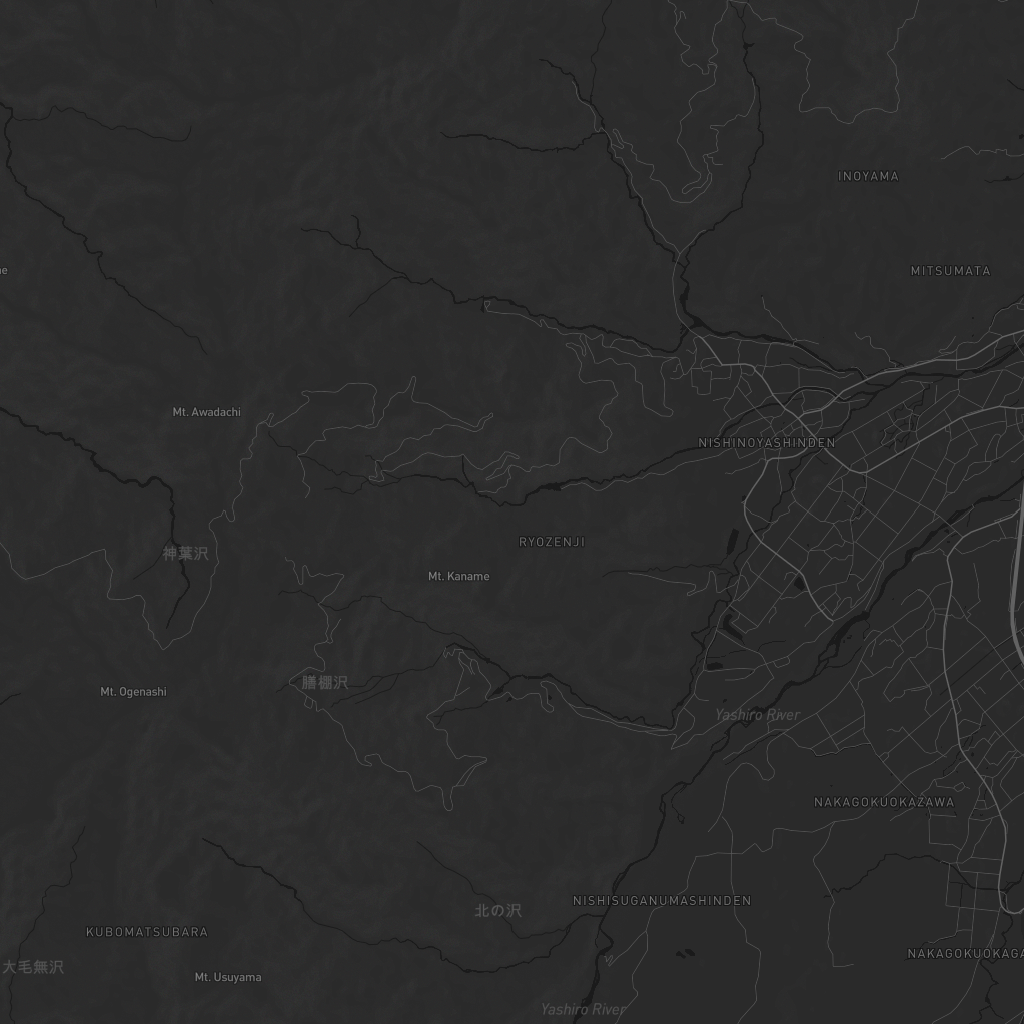 INOYAMA
MITSUMATA
Mt. Awadachi
NISHINOYASHINDEN
RYOZENJI
神葉沢
Mt. Kaname
膳棚沢
Mt. Ogenashi
Yashiro River
NAKAGOKUOKAZAWA
NISHISUGANUMASHINDEN
北の沢
KUBOMATSUBARA
NAKAGOKUOKAGA
大毛無沢
Mt. Usuyama
Yashiro River